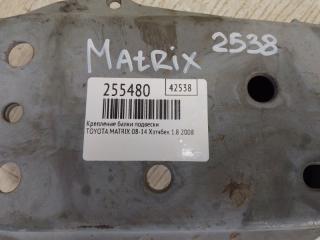 Matrix 2538
255480 42538
Крепление балки подвески
TOYOTA MATRIX 08-14 Хэтчбек 1.8 2008